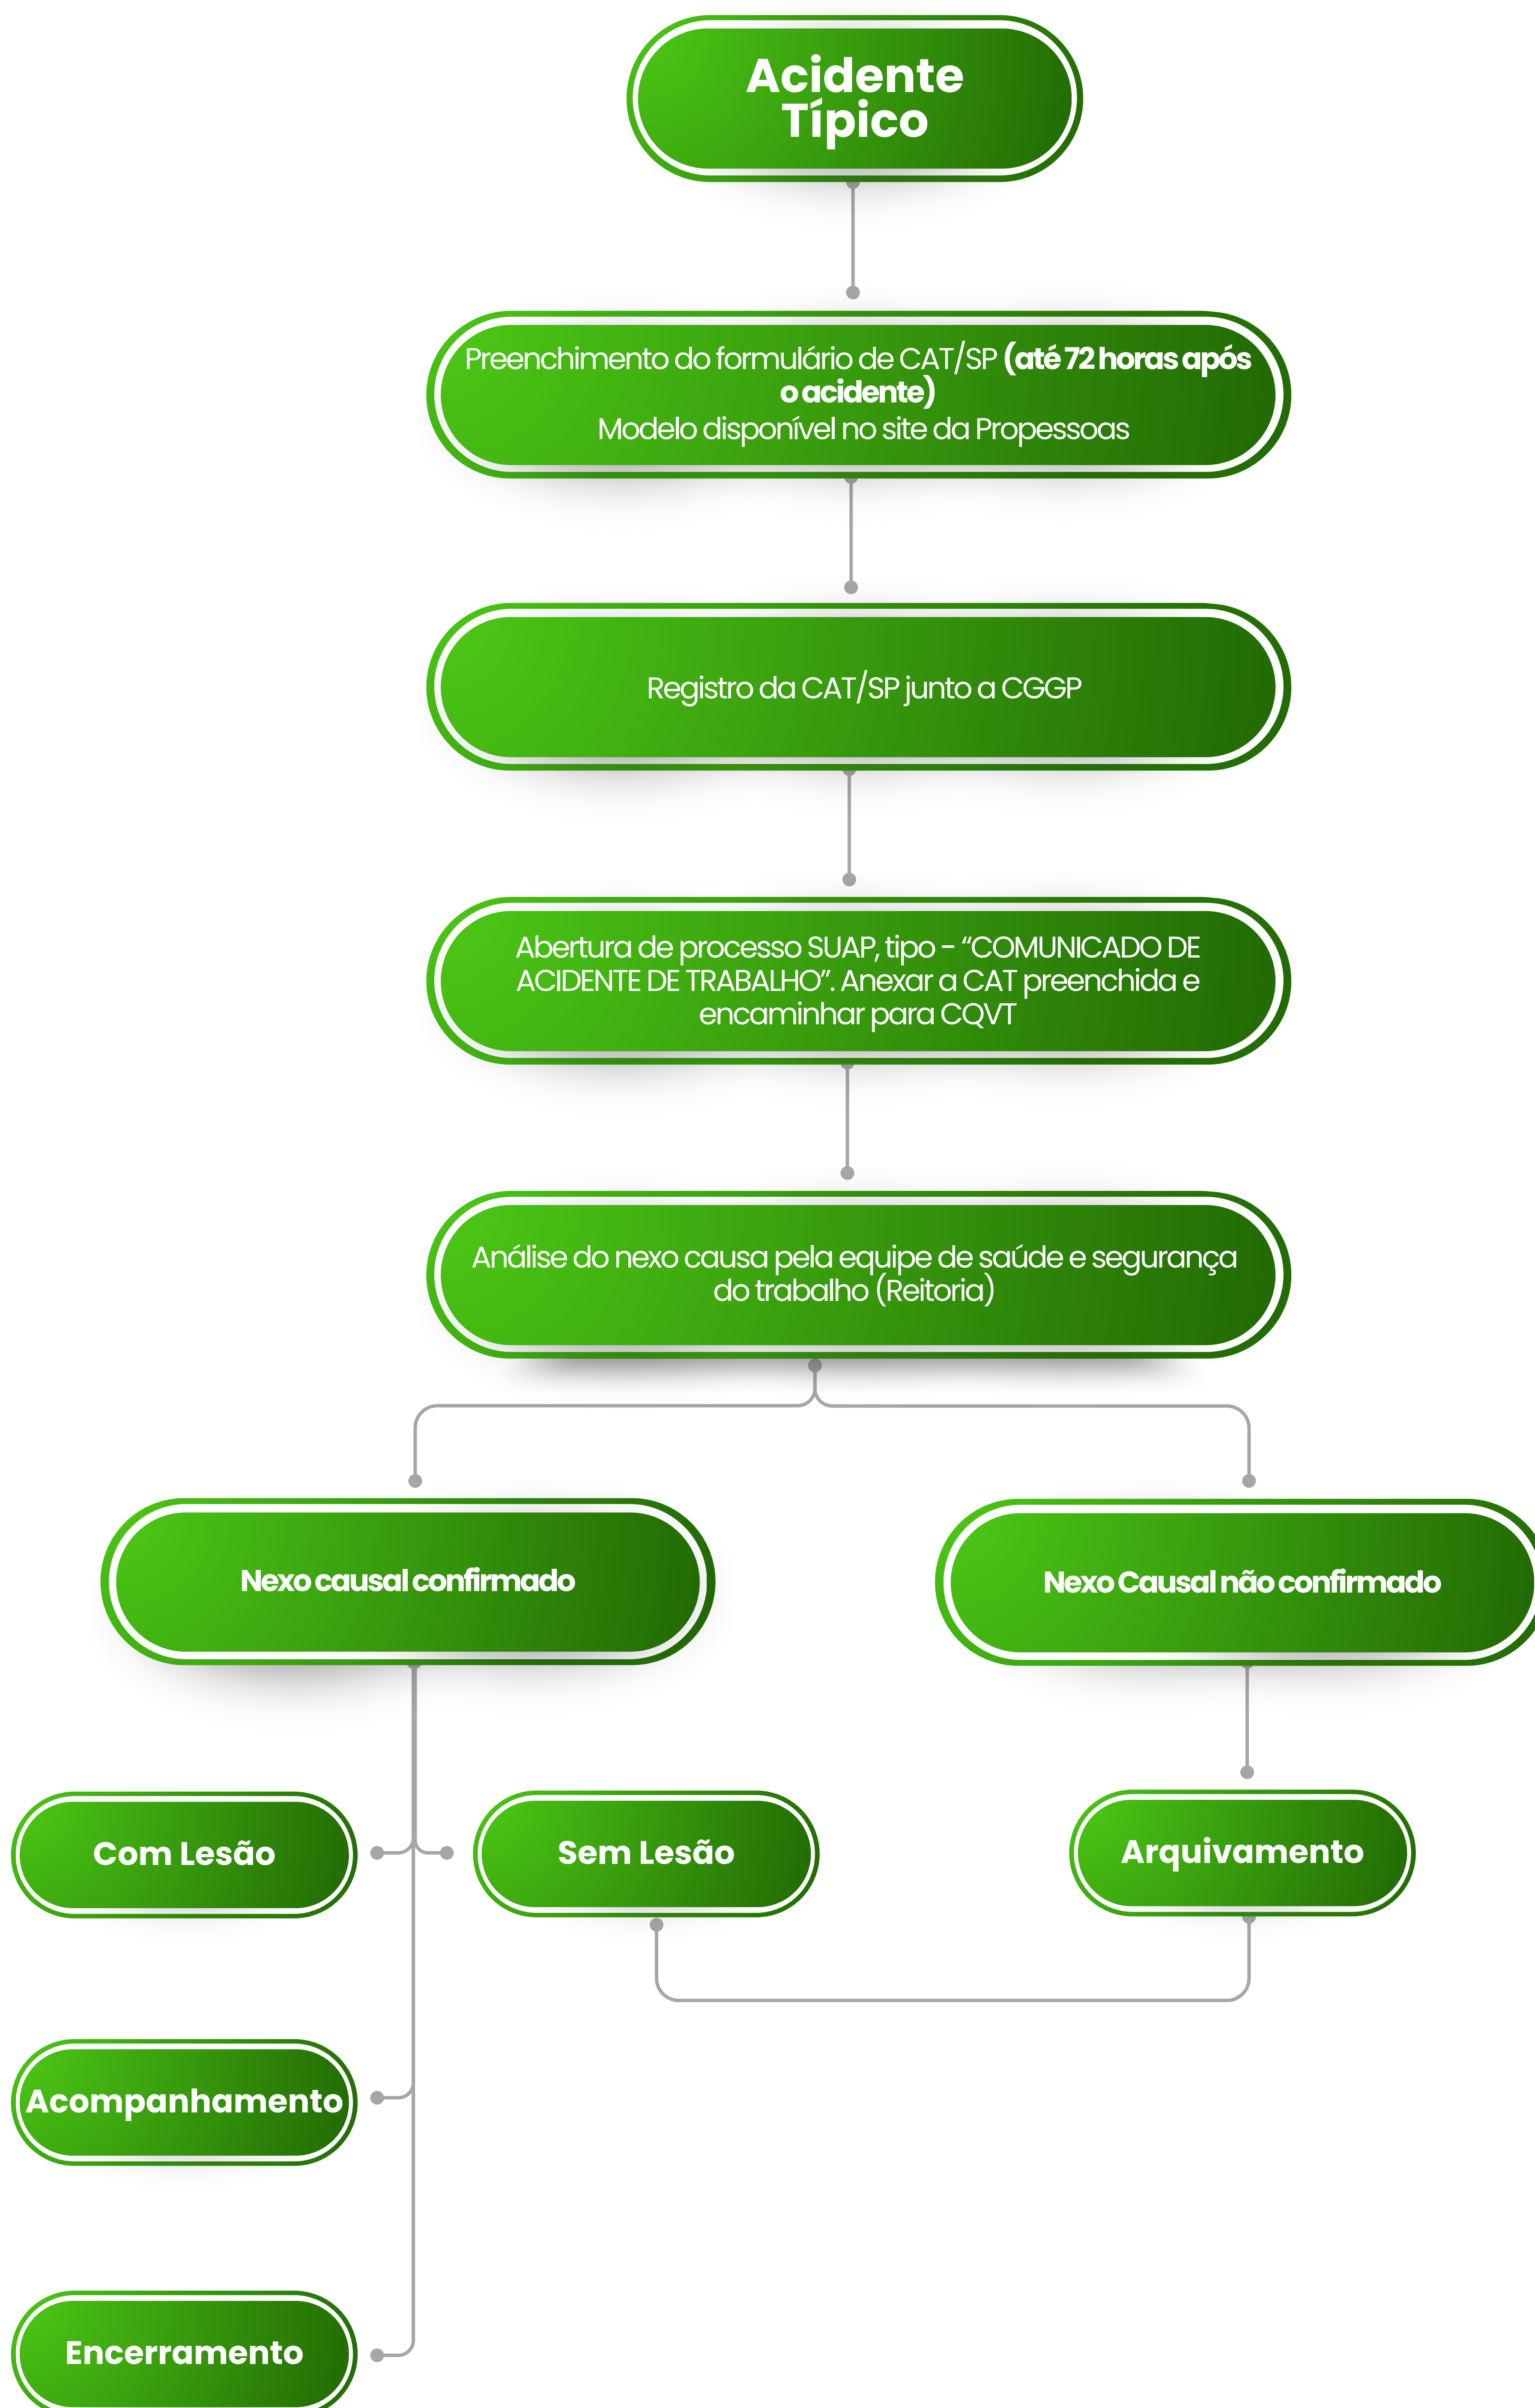 Acidente
Típico
Preenchimento do formulário de CAT/SP (até 72 horas após
o acidente)
Modelo disponível no site da Propessoas
Registro da CAT/SP junto a CGGP
Abertura de processo SUAP, tipo - “COMUNICADO DE
ACIDENTE DE TRABALHO”. Anexar a CAT preenchida e
encaminhar para CQVT
Análise do nexo causa pela equipe de saúde e segurança
do trabalho (Reitoria)
Nexo causal confirmado
Nexo Causal não confirmado
Com Lesão
Sem Lesão
Arquivamento
Acompanhamento
Encerramento